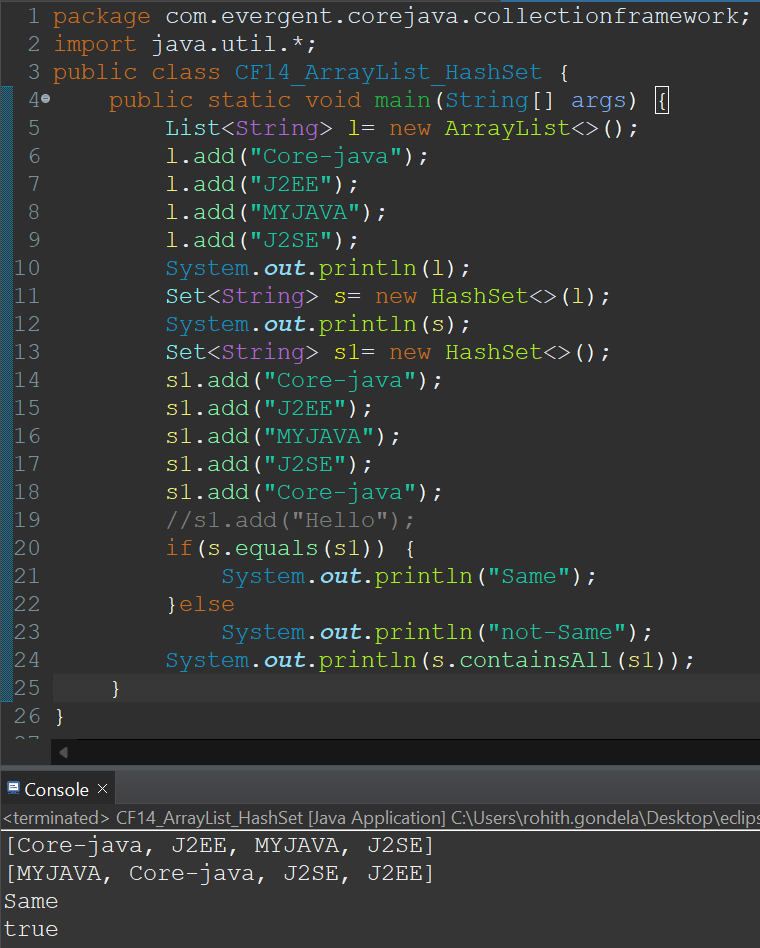 1 package com.evergent.corejava.collectionframework;
2 import java.util.*;
3 public class CF14_ArrayList_HashSet {
4 public static void main(String[] args) {
5 List<String> l= new ArrayList<>();
6 l.add("Core-java");
7 l.add("J2EE");
8 l.add("MYJAVA");
9 l.add("J2SE");
10 System.out.println(l);
11 Set<String> s= new HashSet<>(l);
12 System.out.println(s);
13 Set<String> s1= new HashSet<>();
14 s1.add("Core-java");
15 s1.add("J2EE");
16 s1.add("MYJAVA");
17 s1.add("J2SE");
18 s1.add("Core-java");
19 //s1.add("Hello");
20 if(s.equals(s1)) {
21 System.out.println("Same");
22 }else
23 System.out.println("not-Same");
24 System.out.println(s.containsAll(s1));
25 }
26 }
27
Console ×
<terminated> CF14_ArrayList_HashSet [Java Application] C:\Users\rohith.gondela\Desktop\eclips
[Core-java, J2EE, MYJAVA, J2SE]
[MYJAVA, Core-java, J2SE, J2EE]
Same
true